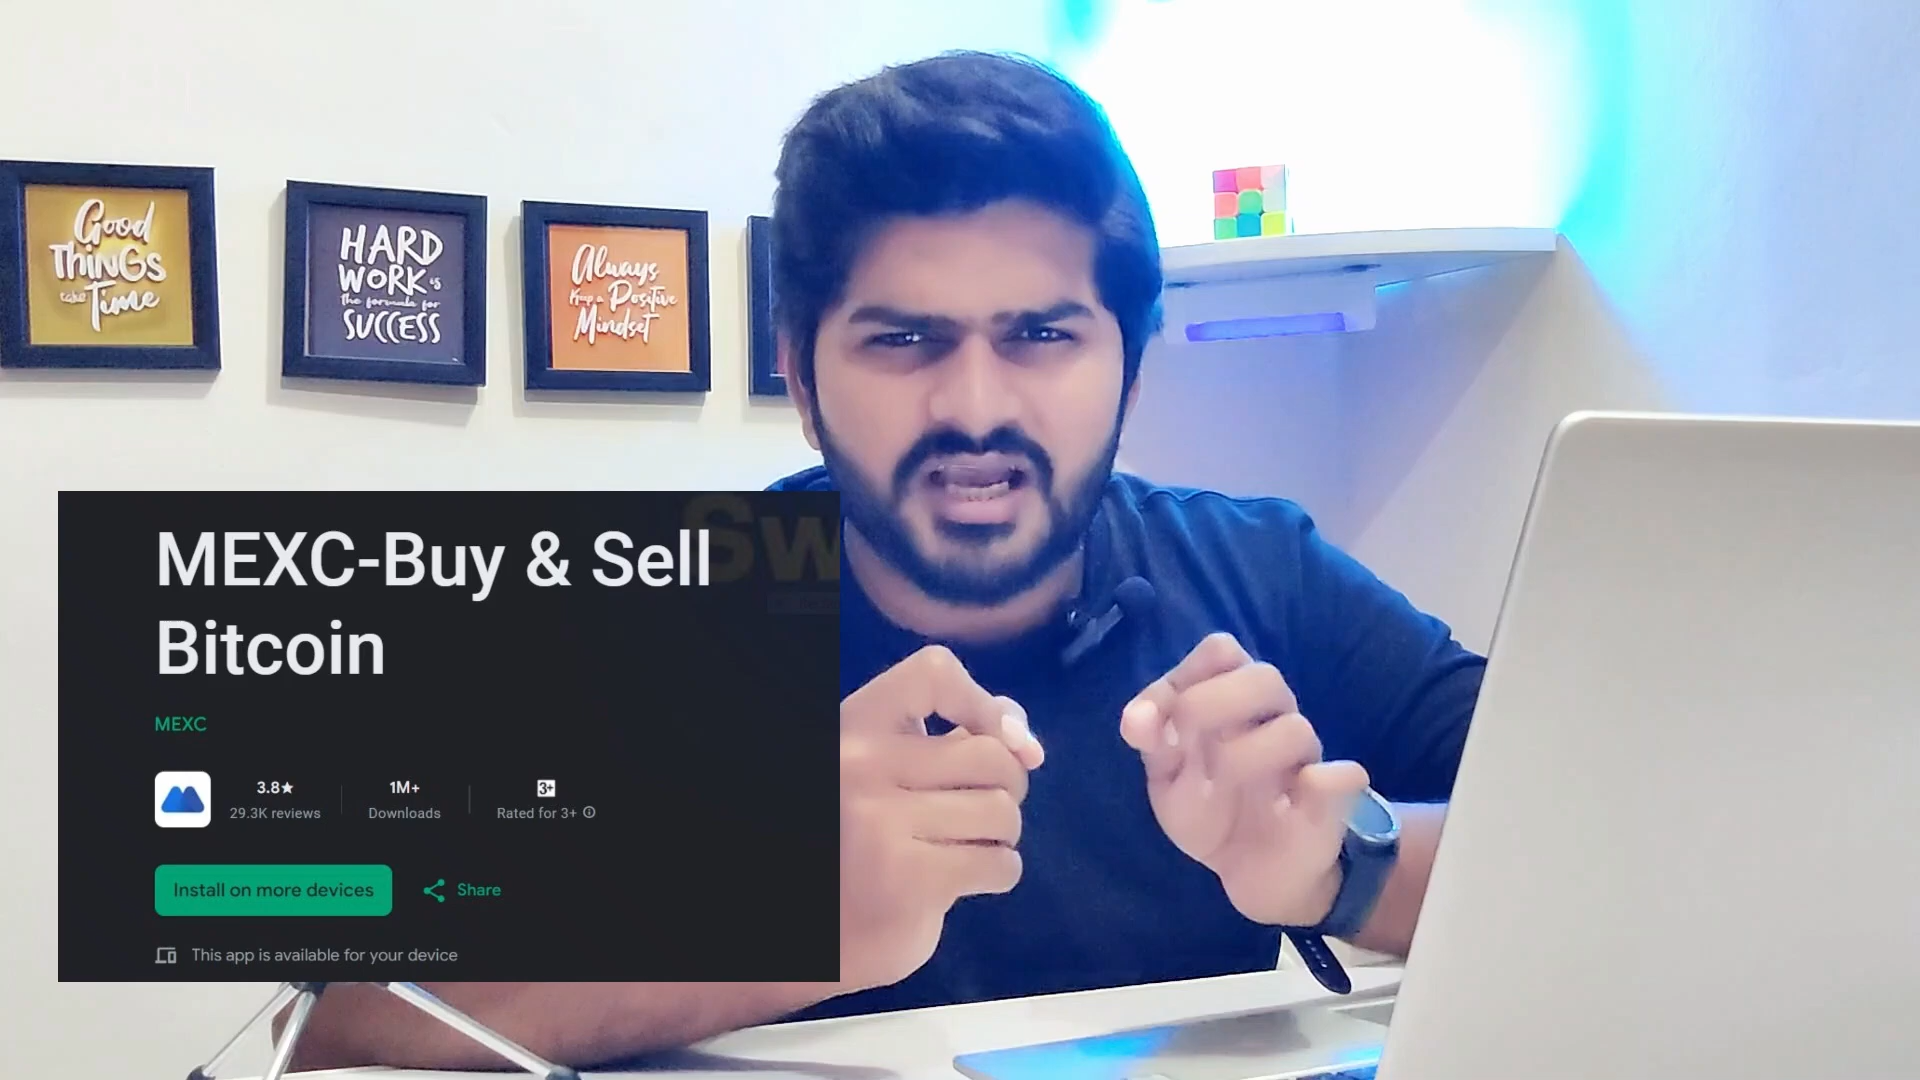 Good
THiNGS
take Time
HARD
WORK is
the formula for
SUCCESS
Always
Keep a Positive
Mindset
Sw
MEXC-Buy & Sell
Bitcoin
MEXC
3.8★
29.3K reviews
1M+
Downloads
3+
Rated for 3+
Install on more devices
Share
This app is available for your device